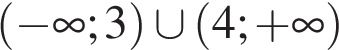 (−∞; 3) ∪ (4; +∞)